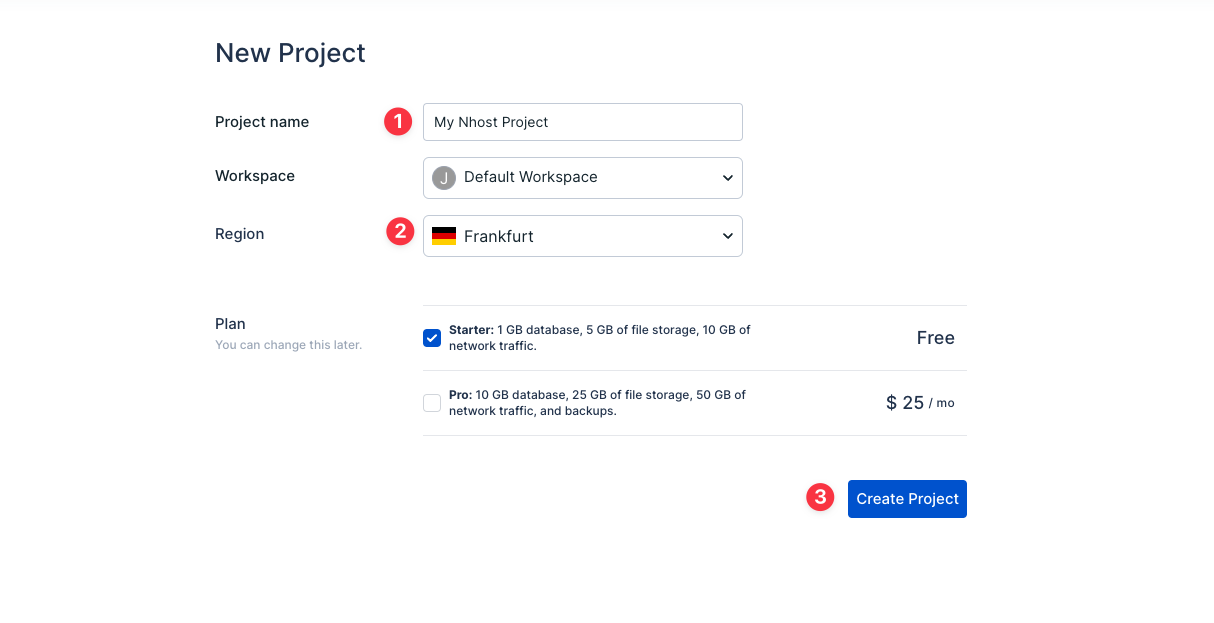 New Project
Project name
1
My Nhost Project
Workspace
J
Default Workspace
Region
2
Frankfurt
Plan
You can change this later.
Starter: 1 GB database, 5 GB of file storage, 10 GB of
network traffic.
Free
Pro: 10 GB database, 25 GB of file storage, 50 GB of
network traffic, and backups.
$ 25 / mo
3
Create Project